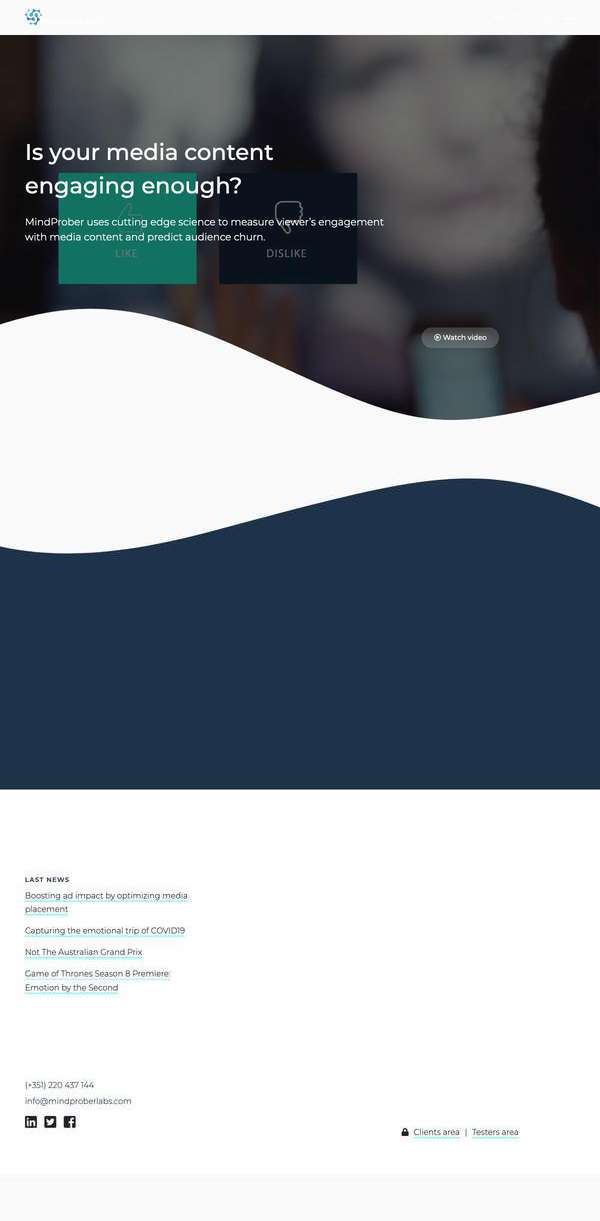 Is your media content
engaging enough?
MindProber uses cutting edge science to measure viewer's engagement
with media content and predict audience churn.
LIKE
DISLIKE
Watch video
LAST NEWS
Boosting ad impact by optimizing media
placement
Capturing the emotional trip of COVID19
Not The Australian Grand Prix
Game of Thrones Season 8 Premiere:
Emotion by the Second
(+351) 220 437 144
info@mindproberlabs.com
Clients area | Testers area